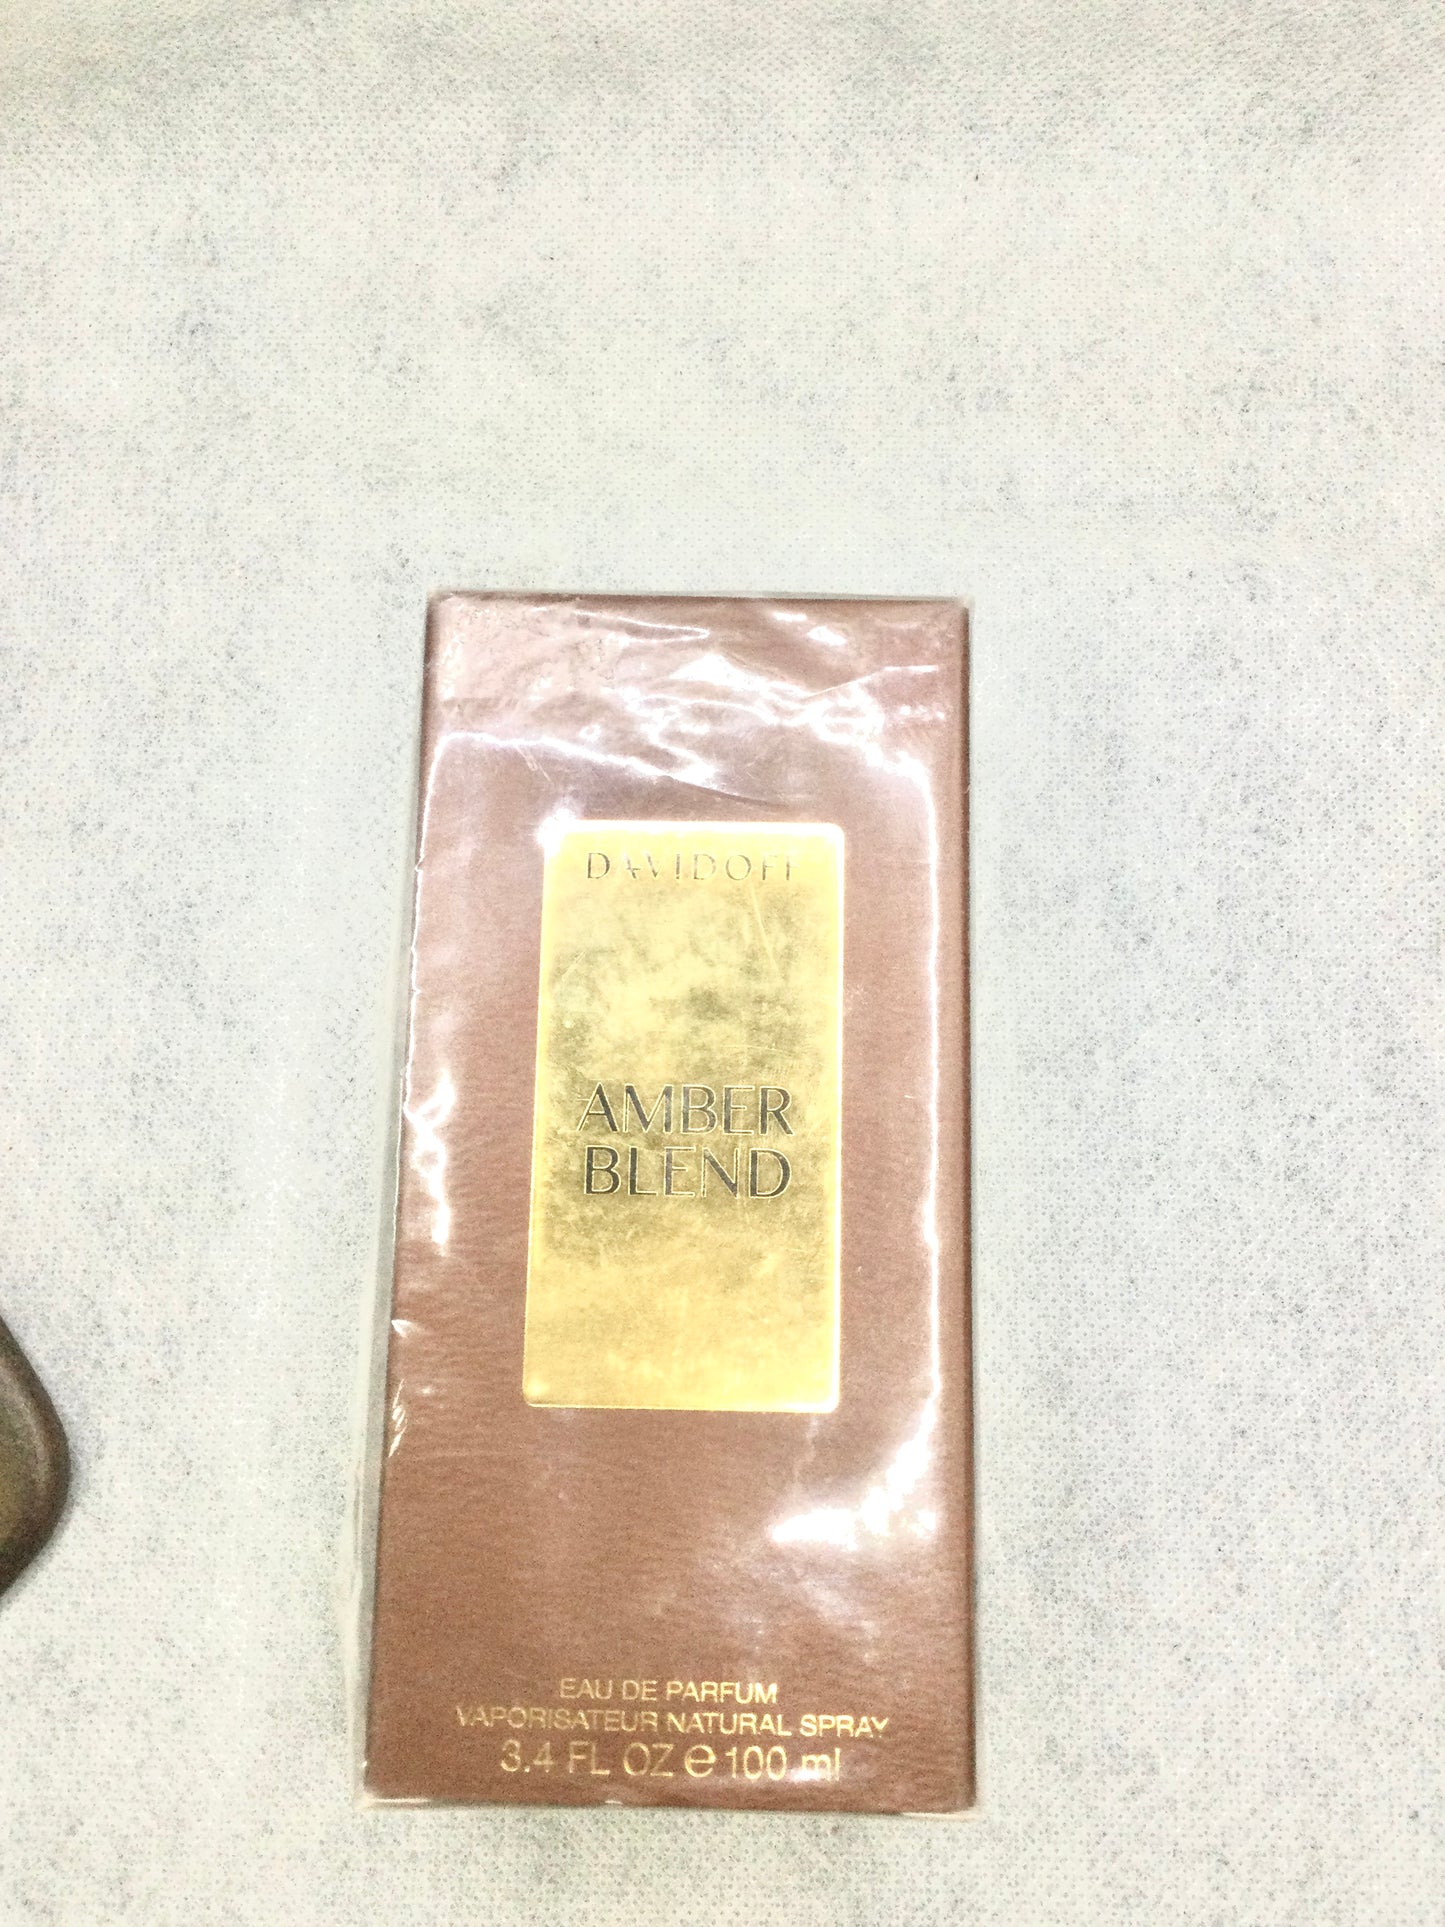 DAVIDOFF
AMBER
BLEND
EAU DE PARFUM
VAPORISATEUR NATURAL SPRAY
3.4 FL OZ ℮ 100 ml